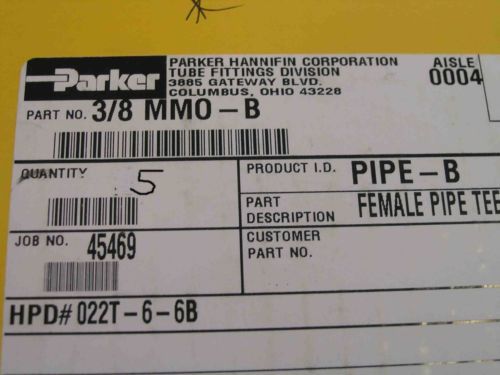 Parker
PARKER HANNIFIN CORPORATION
TUBE FITTINGS DIVISION
3885 GATEWAY BLVD.
COLUMBUS, OHIO 43228
AISLE
0004
PART NO. 3/8 MMO-B
QUANTITY 5
PRODUCT I.D. PIPE-B
PART DESCRIPTION FEMALE PIPE TEE
JOB NO. 45469
CUSTOMER PART NO.
HPD# 022T-6-6B